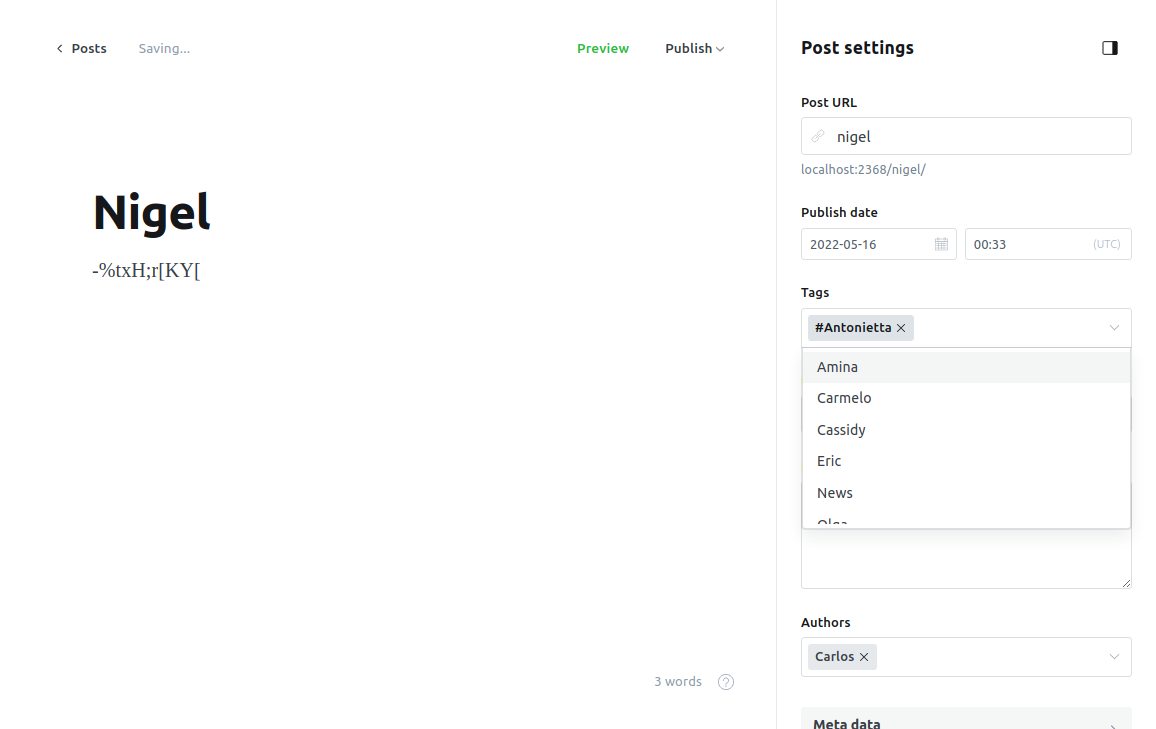 Posts Saving... Preview Publish
Post settings
Post URL
nigel
localhost:2368/nigel/
Publish date
2022-05-16 00:33 (UTC)
Tags
#Antonietta
Amina
Carmelo
Cassidy
Eric
News
Olga
Nigel
-%txH;r[KY[
Authors
Carlos
3 words
Meta data